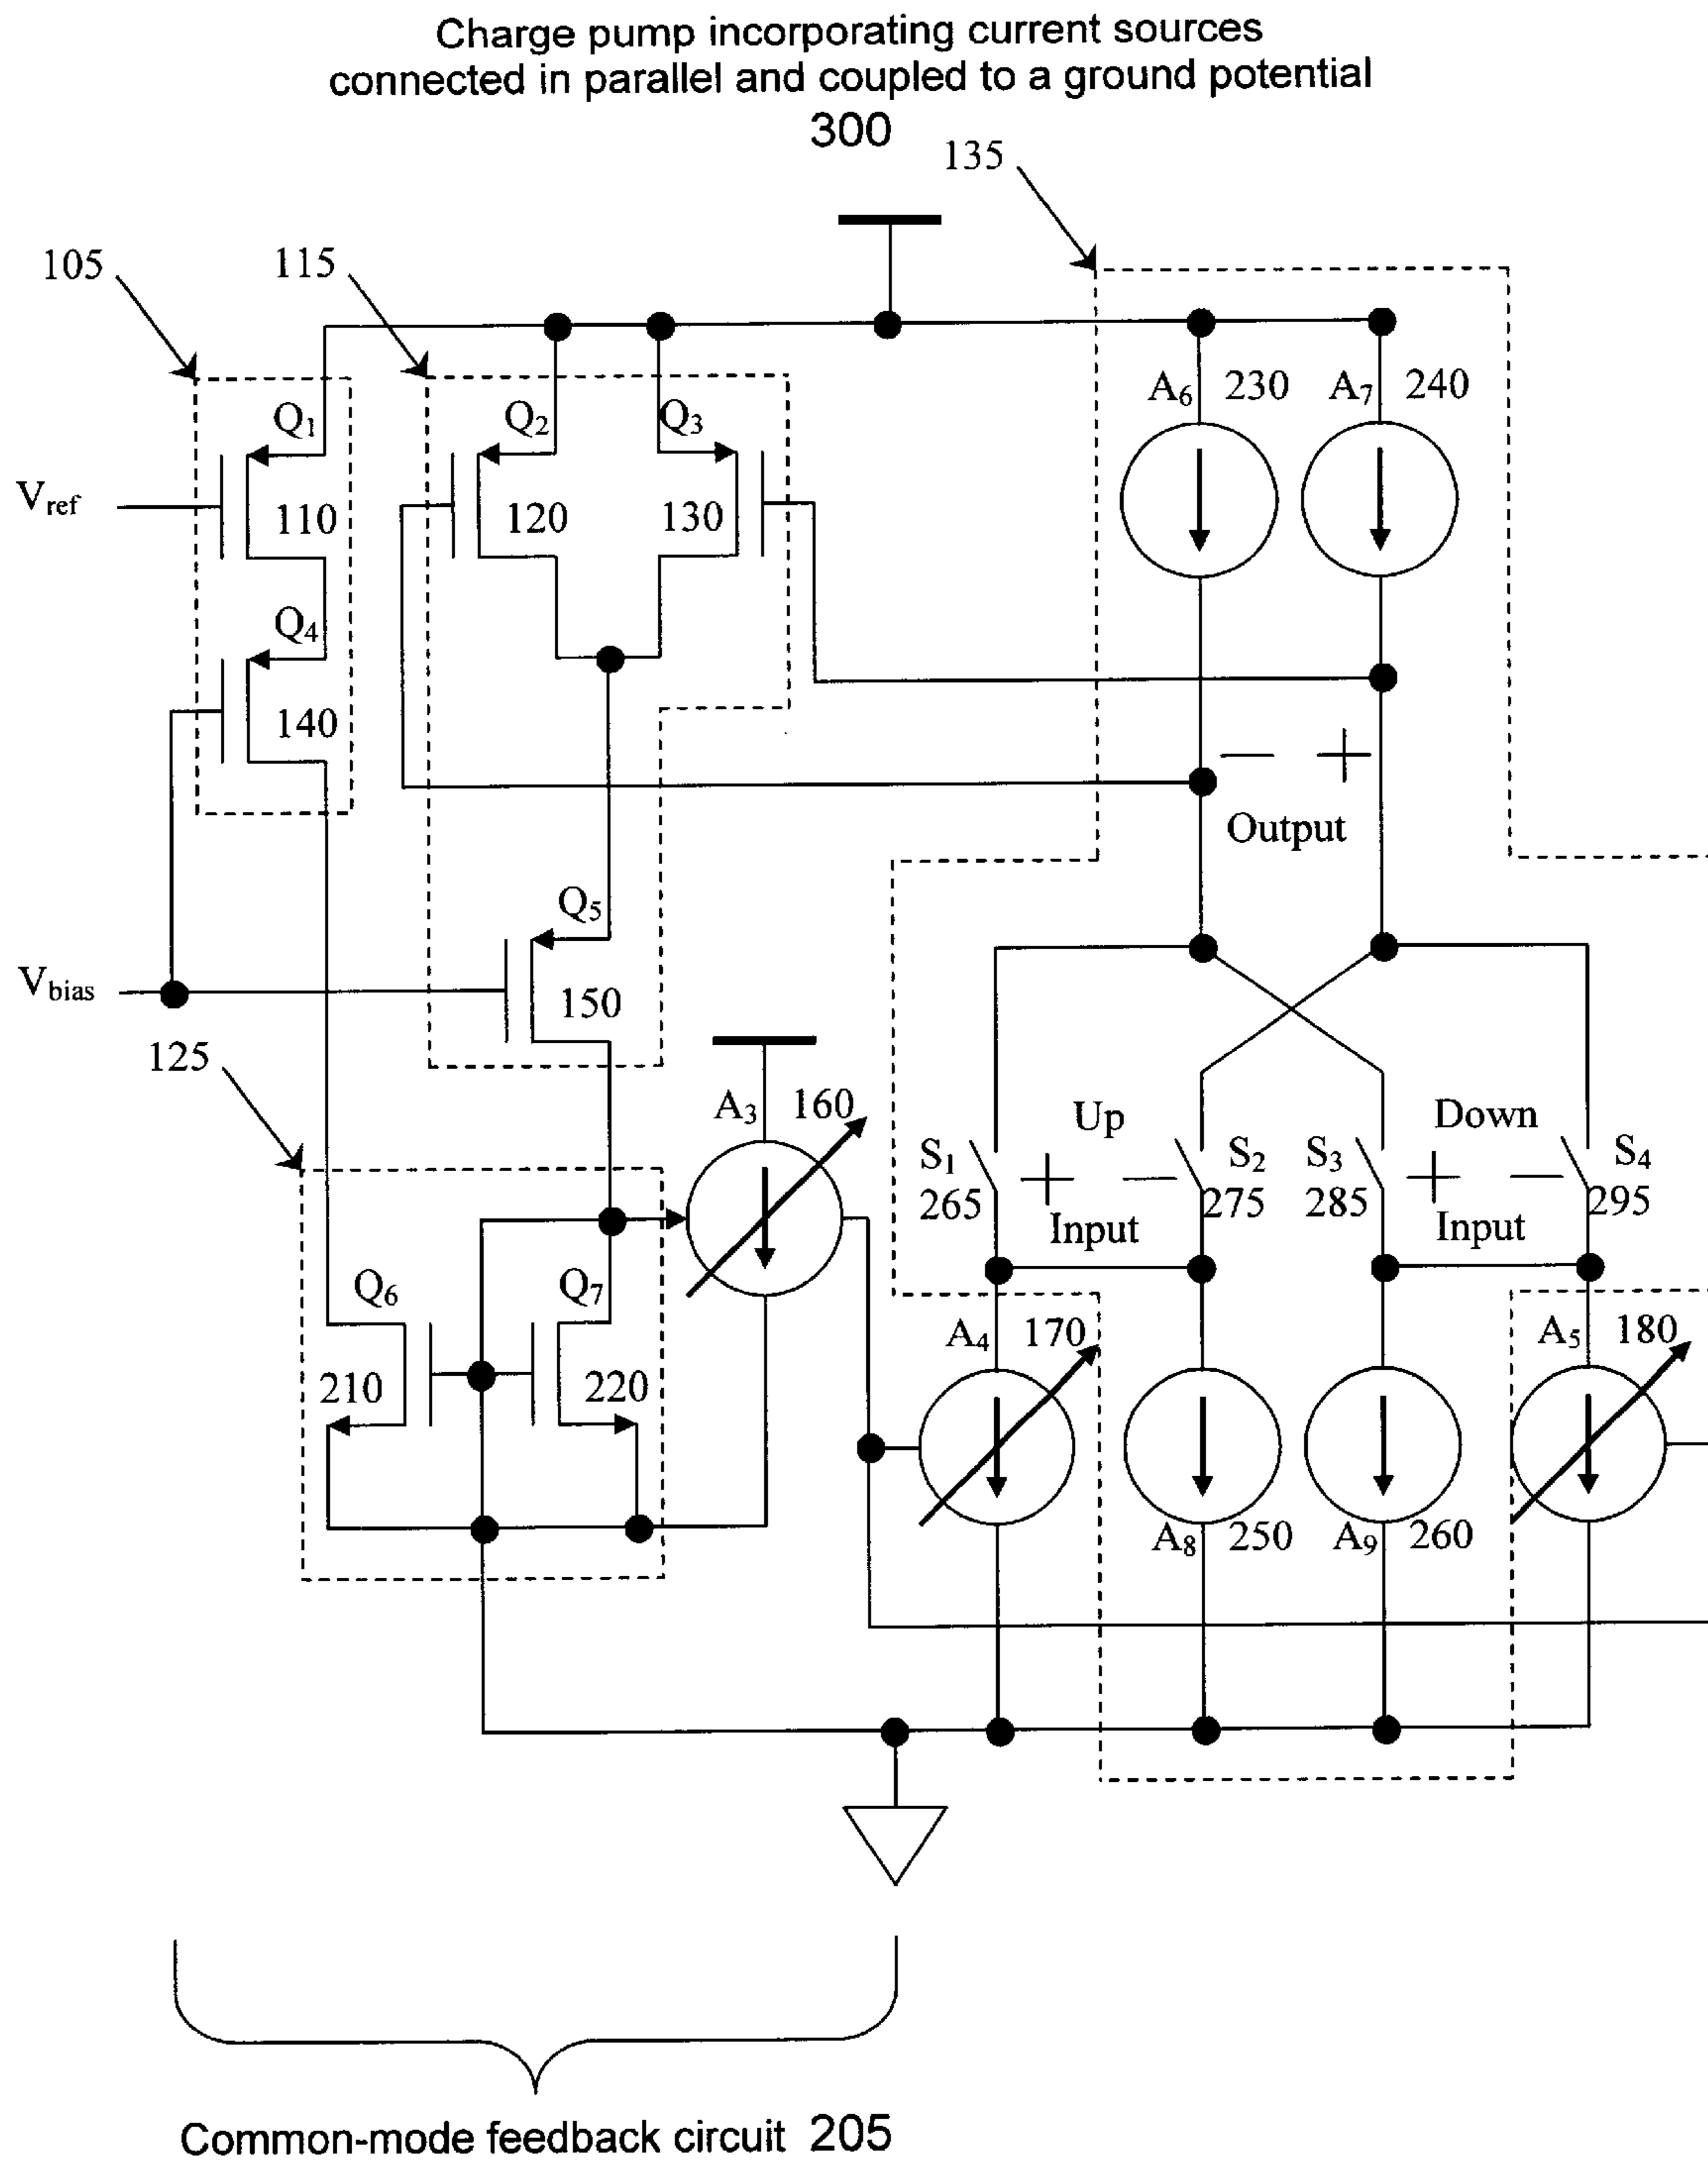 Charge pump incorporating current sources
connected in parallel and coupled to a ground potential
300
135
105
115
A6 230 A7 240
Q1
Q2
Q3
Vref
110
120
130
Q4
140
− +
Output
Q5
Vbias
150
125
A3 160
Up
Down
S1
265
+ −
S2
275
S3
285
+ −
S4
295
Input
Input
Q6
Q7
A4 170
A5 180
210
220
A8 250
A9 260
Common-mode feedback circuit 205